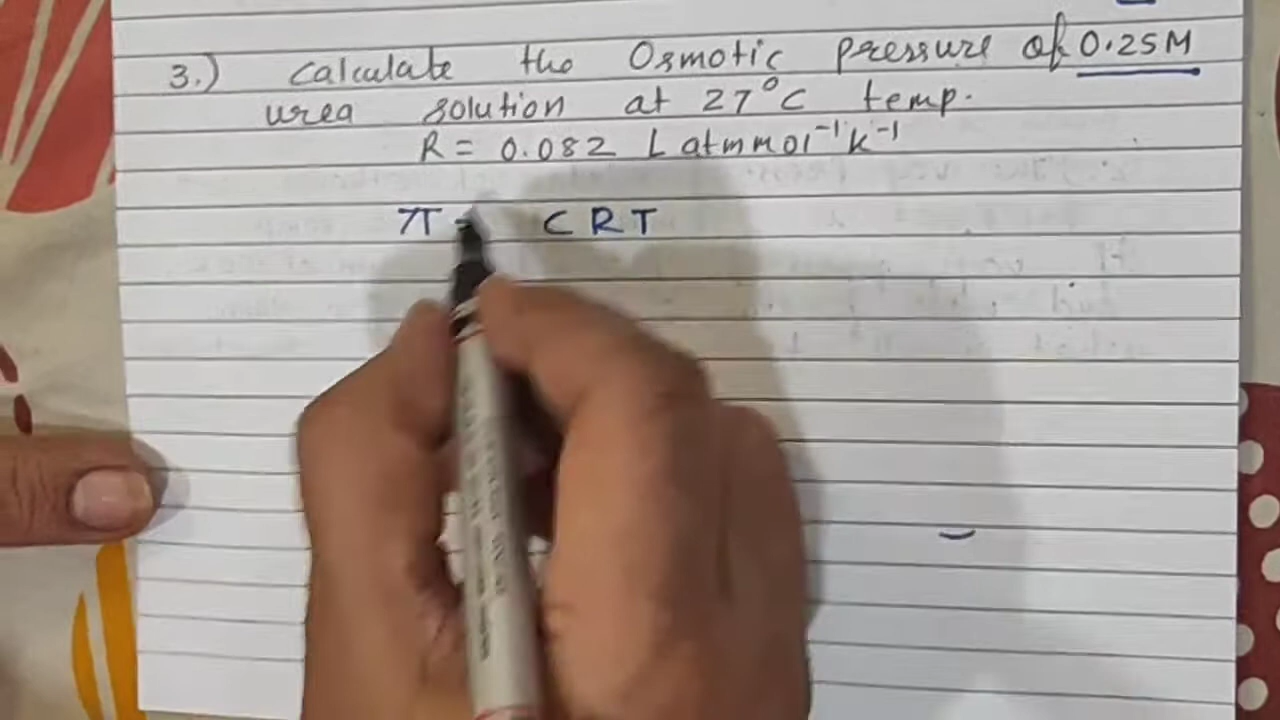 3.) Calculate the Osmotic pressure of 0.25M
urea solution at 27°C temp.
R = 0.082 L atm mol⁻¹ K⁻¹
π = C R T